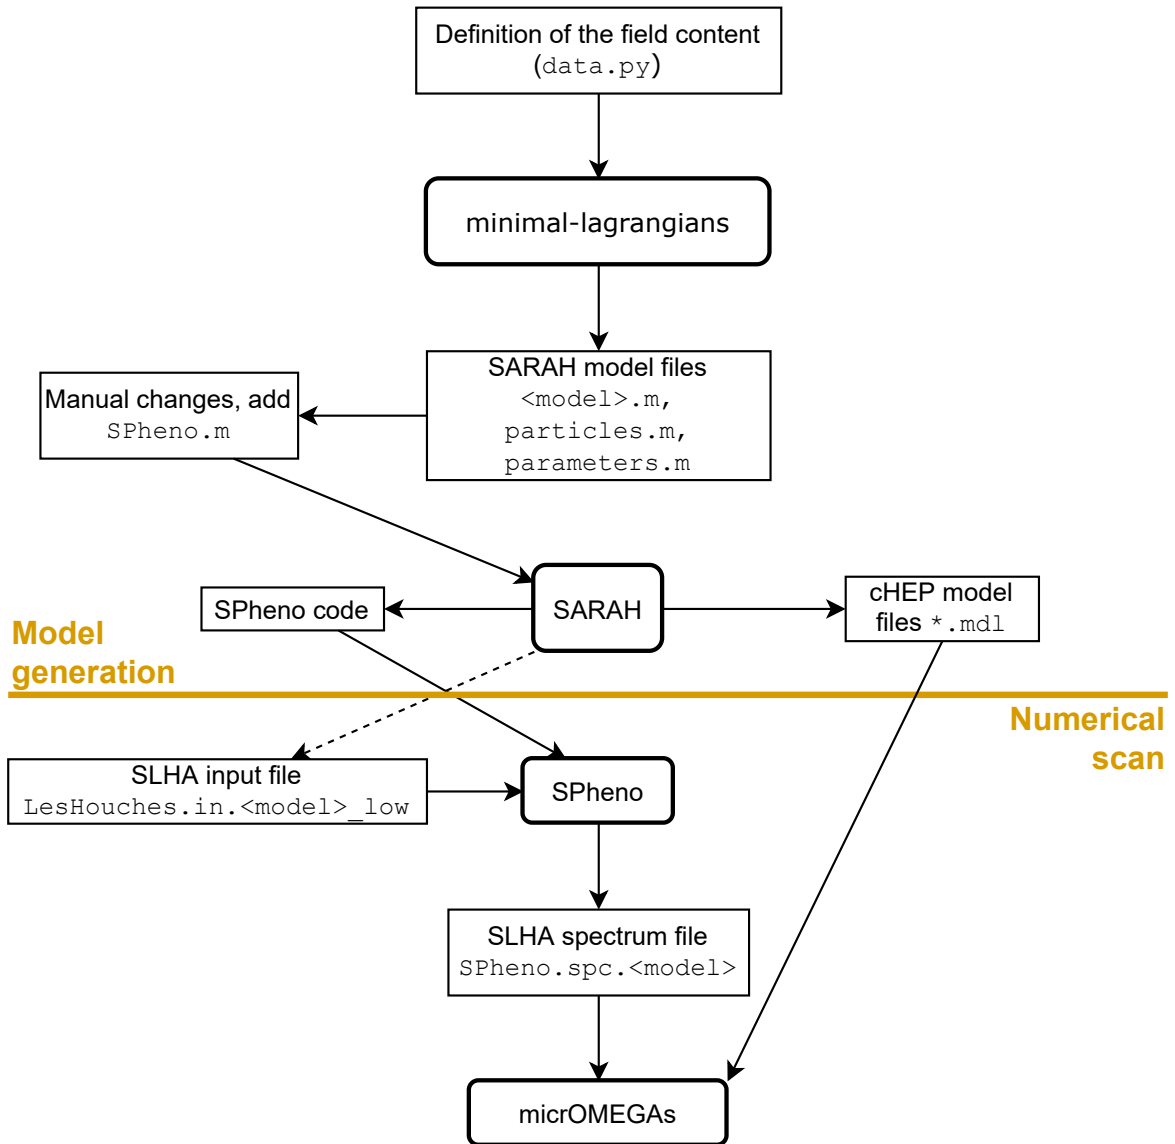 Definition of the field content
(data.py)
minimal-lagrangians
SARAH model files
<model>.m,
particles.m,
parameters.m
Manual changes, add
SPheno.m
SPheno code
SARAH
cHEP model
files *.mdl
Model
generation
Numerical
scan
SLHA input file
LesHouches.in.<model>_low
SPheno
SLHA spectrum file
SPheno.spc.<model>
micrOMEGAs